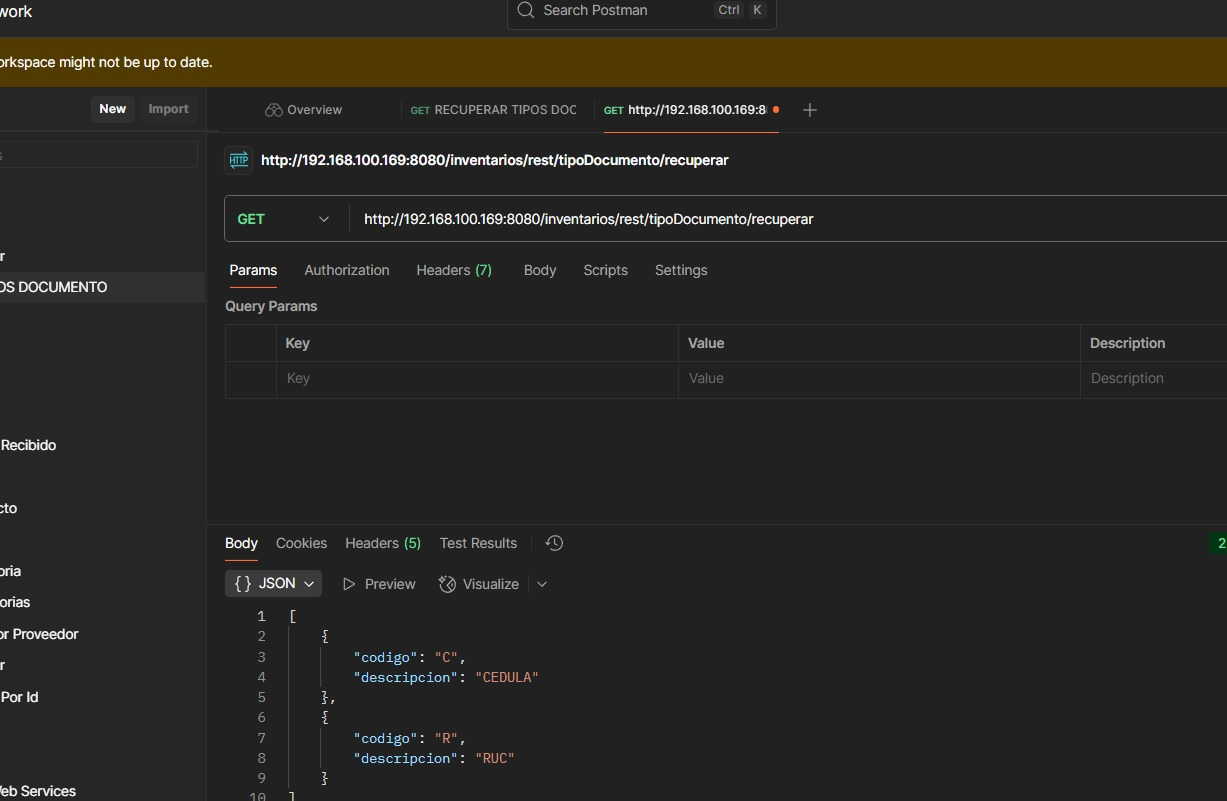 work
Search Postman Ctrl K
orkspace might not be up to date.
New Import
Overview GET RECUPERAR TIPOS DOC GET http://192.168.100.169:8
s
HTTP http://192.168.100.169:8080/inventarios/rest/tipoDocumento/recuperar
GET http://192.168.100.169:8080/inventarios/rest/tipoDocumento/recuperar
r
Params Authorization Headers (7) Body Scripts Settings
OS DOCUMENTO
Query Params
Key Value Description
Key Value Description
Recibido
cto
Body Cookies Headers (5) Test Results 2
oria
{} JSON Preview Visualize
orias
or Proveedor
r
Por Id
eb Services
1 [
2 {
3 "codigo": "C",
4 "descripcion": "CEDULA"
5 },
6 {
7 "codigo": "R",
8 "descripcion": "RUC"
9 }
10 ]